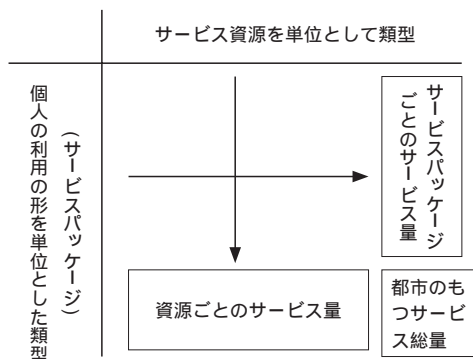 サービス資源を単位として類型
個人の利用の形を単位とした類型
(サービスパッケージ)
サービスパッケージ
ごとのサービス量
資源ごとのサービス量
都市のも
つサービ
ス総量